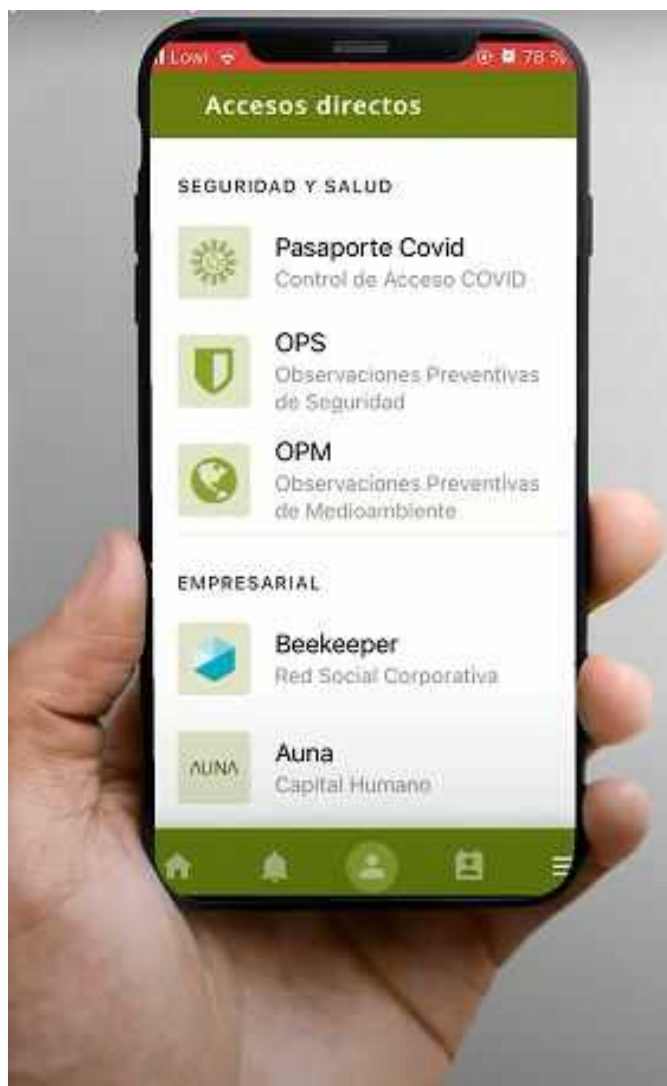 Lowi
78 %
Accesos directos
SEGURIDAD Y SALUD
Pasaporte Covid
Control de Acceso COVID
OPS
Observaciones Preventivas
de Seguridad
OPM
Observaciones Preventivas
de Medioambiente
EMPRESARIAL
Beekeeper
Red Social Corporativa
AUNA
Auna
Capital Humano